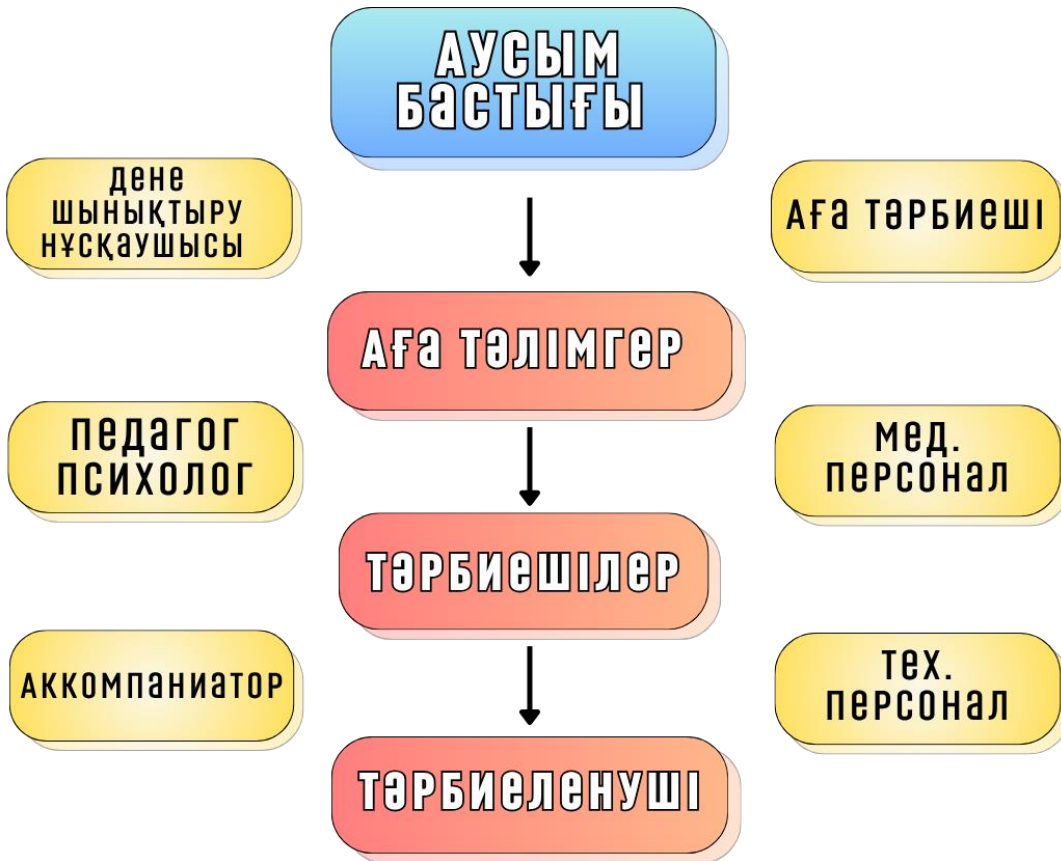 АУСЫМ
БАСТЫҒЫ
ДЕНЕ
ШЫНЫҚТЫРУ
НҰСҚАУШЫСЫ
АҒА ТӘРБИЕШІ
АҒА ТӘЛІМГЕР
ПЕДАГОГ
ПСИХОЛОГ
МЕД.
ПЕРСОНАЛ
ТӘРБИЕШІЛЕР
АККОМПАНИАТОР
ТЕХ.
ПЕРСОНАЛ
ТӘРБИЕЛЕНУШІ